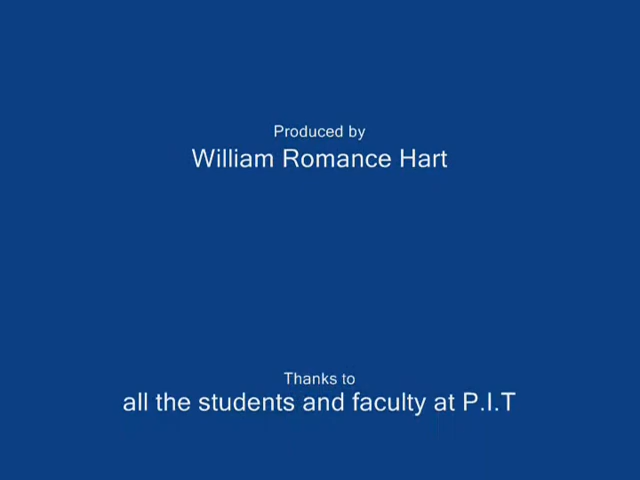 Produced by
William Romance Hart
Thanks to
all the students and faculty at P.I.T